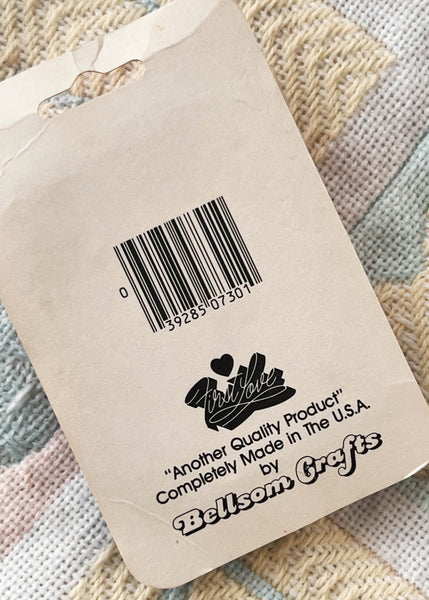 0
39285 07301
First Love
"Another Quality Product"
Completely Made in The U.S.A.
by
Bellsom Crafts